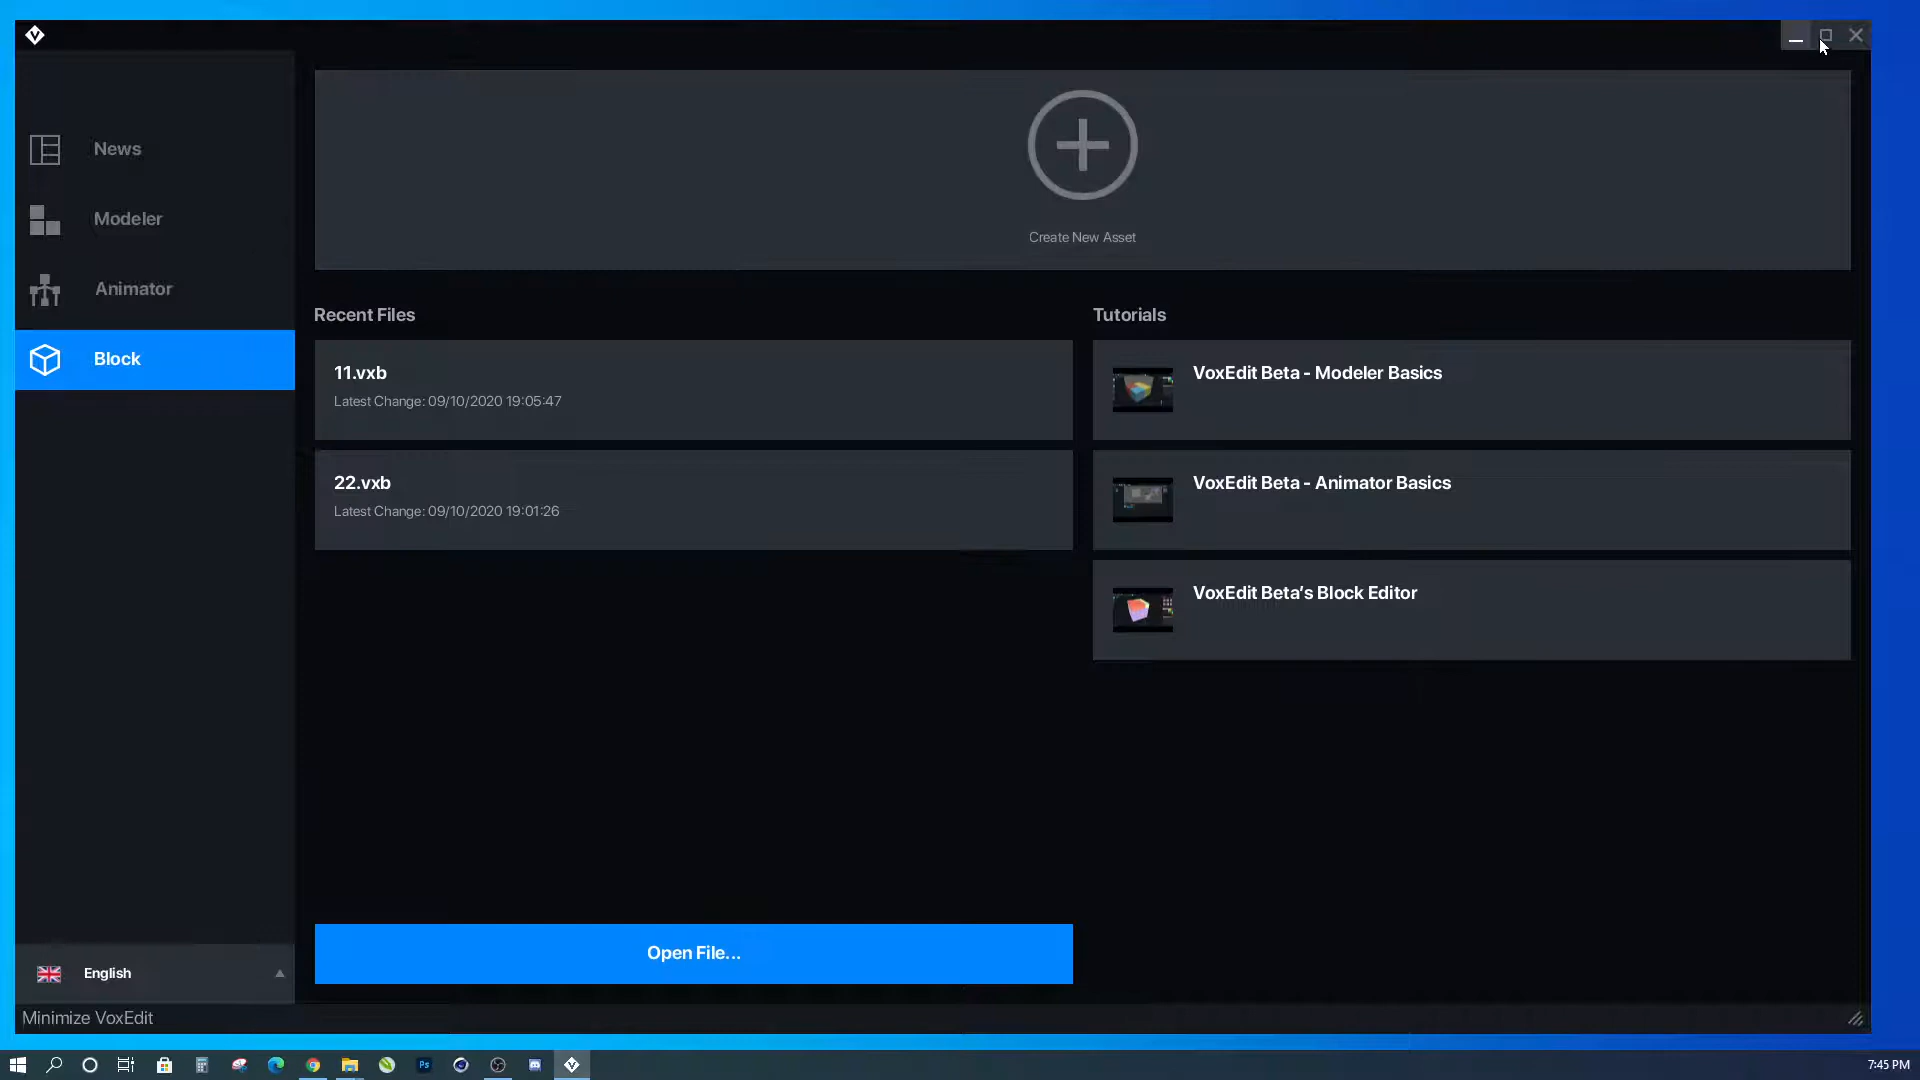 News
Modeler
Animator
Block
Create New Asset
Recent Files
11.vxb
Latest Change: 09/10/2020 19:05:47
22.vxb
Latest Change: 09/10/2020 19:01:26
Tutorials
VoxEdit Beta - Modeler Basics
VoxEdit Beta - Animator Basics
VoxEdit Beta's Block Editor
Open File...
English
Minimize VoxEdit
Ps
7:45 PM